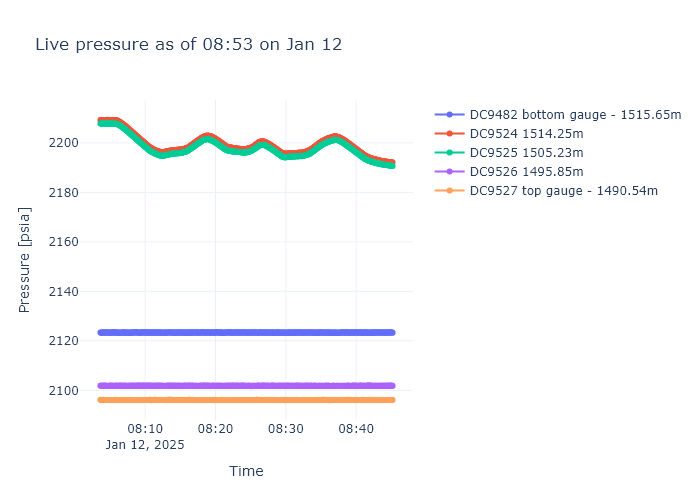 Live pressure as of 08:53 on Jan 12
DC9482 bottom gauge - 1515.65m
DC9524 1514.25m
DC9525 1505.23m
DC9526 1495.85m
DC9527 top gauge - 1490.54m
Pressure [psia]
2200
2180
2160
2140
2120
2100
08:10
08:20
08:30
08:40
Jan 12, 2025
Time